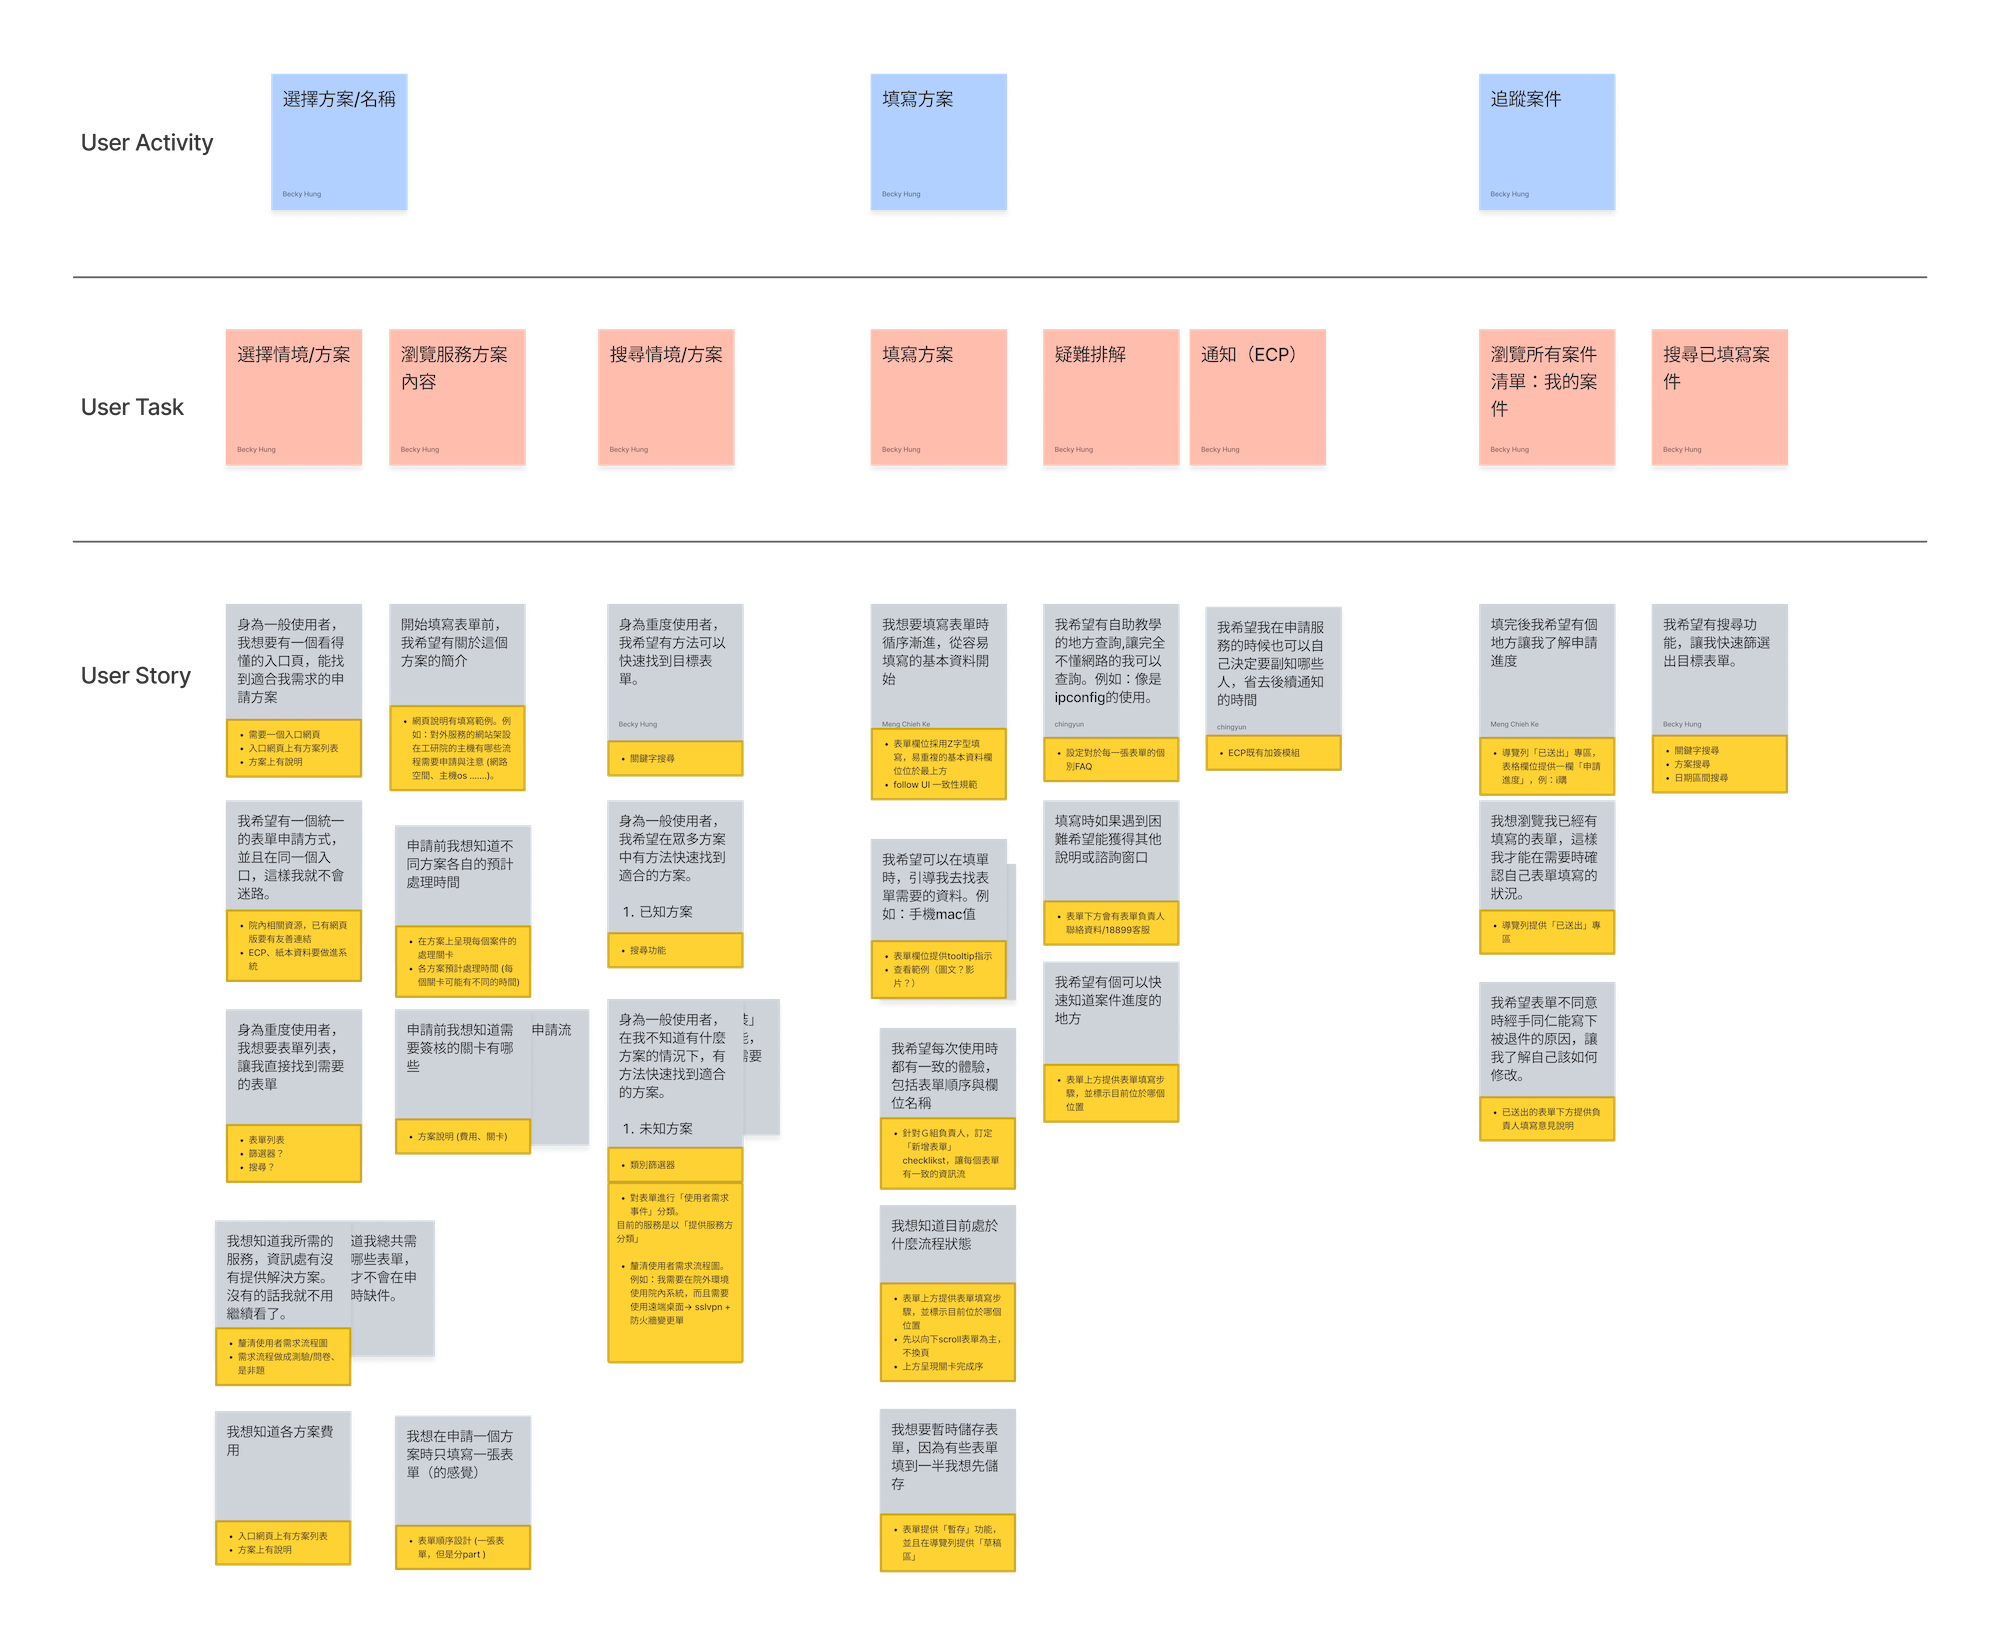 User Activity
選擇方案/名稱
Becky Hung
填寫方案
Becky Hung
追蹤案件
Becky Hung
User Task
選擇情境/方案
Becky Hung
瀏覽服務方案
內容
Becky Hung
搜尋情境/方案
Becky Hung
填寫方案
Becky Hung
疑難排解
Becky Hung
通知（ECP）
Becky Hung
瀏覽所有案件
清單：我的案
件
Becky Hung
搜尋已填寫案
件
Becky Hung
User Story
身為一般使用者，
我想要有一個看得
懂的入口頁，能找
到適合我需求的申
請方案
• 需要一個入口網頁
• 入口網頁上有方案列表
• 方案上有說明
我希望有一個統一
的表單申請方式，
並且在同一個入
口，這樣我就不會
迷路。
• 院內相關資源，已有網頁
版要有友善連結
• ECP、紙本資料要做進系
統
身為重度使用者，
我想要表單列表，
讓我直接找到需要
的表單
• 表單列表
• 篩選器？
• 搜尋？
我想知道我所需的
服務，資訊處有沒
有提供解決方案。
沒有的話我就不用
繼續看了。
• 釐清使用者需求流程圖
• 需求流程做成測驗/問卷、
是非題
道我總共需
哪些表單，
才不會在申
時缺件。
我想知道各方案費
用
• 入口網頁上有方案列表
• 方案上有說明
開始填寫表單前，
我希望有關於這個
方案的簡介
• 網頁說明有填寫範例。例
如：對外服務的網站架設
在工研院的主機有哪些流
程需要申請與注意 (網路
空間、主機os .......)。
申請前我想知道不
同方案各自的預計
處理時間
• 在方案上呈現每個案件的
處理關卡
• 各方案預計處理時間 (每
個關卡可能有不同的時間)
申請前我想知道需
要簽核的關卡有哪
些
• 方案說明 (費用、關卡)
申請流
我想在申請一個方
案時只填寫一張表
單（的感覺）
• 表單順序設計 (一張表
單，但是分part )
身為重度使用者，
我希望有方法可以
快速找到目標表
單。
Becky Hung
• 關鍵字搜尋
身為一般使用者，
我希望在眾多方案
中有方法快速找到
適合的方案。
1. 已知方案
• 搜尋功能
身為一般使用者，
在我不知道有什麼
方案的情況下，有
方法快速找到適合
的方案。
1. 未知方案
• 類別篩選器
• 對表單進行「使用者需求
事件」分類。
目前的服務是以「提供服務方
分類」
• 釐清使用者需求流程圖。
例如：我需要在院外環境
使用院內系統，而且需要
使用遠端桌面→ sslvpn +
防火牆變更單
」
能，
需要
我想要填寫表單時
循序漸進，從容易
填寫的基本資料開
始
Meng Chieh Ke
• 表單欄位採用Z字型填
寫，易重複的基本資料欄
位位於最上方
• follow UI 一致性規範
我希望可以在填單
時，引導我去找表
單需要的資料。例
如：手機mac值
• 表單欄位提供tooltip指示
• 查看範例（圖文？影
片？）
我希望每次使用時
都有一致的體驗，
包括表單順序與欄
位名稱
• 針對Ｇ組負責人，訂定
「新增表單」
checklikst，讓每個表單
有一致的資訊流
我想知道目前處於
什麼流程狀態
• 表單上方提供表單填寫步
驟，並標示目前位於哪個
位置
• 先以向下scroll表單為主，
不換頁
• 上方呈現關卡完成序
我想要暫時儲存表
單，因為有些表單
填到一半我想先儲
存
• 表單提供「暫存」功能，
並且在導覽列提供「草稿
區」
我希望有自助教學
的地方查詢,讓完全
不懂網路的我可以
查詢。例如：像是
ipconfig的使用。
chingyun
• 設定對於每一張表單的個
別FAQ
填寫時如果遇到困
難希望能獲得其他
說明或諮詢窗口
• 表單下方會有表單負責人
聯絡資料/18899客服
我希望有個可以快
速知道案件進度的
地方
• 表單上方提供表單填寫步
驟，並標示目前位於哪個
位置
我希望我在申請服
務的時候也可以自
己決定要副知哪些
人，省去後續通知
的時間
chingyun
• ECP既有加簽模組
填完後我希望有個
地方讓我了解申請
進度
Meng Chieh Ke
• 導覽列「已送出」專區，
表格欄位提供一欄「申請
進度」，例：i購
我想瀏覽我已經有
填寫的表單，這樣
我才能在需要時確
認自己表單填寫的
狀況。
• 導覽列提供「已送出」專
區
我希望表單不同意
時經手同仁能寫下
被退件的原因，讓
我了解自己該如何
修改。
• 已送出的表單下方提供負
責人填寫意見說明
我希望有搜尋功
能，讓我快速篩選
出目標表單。
Becky Hung
• 關鍵字搜尋
• 方案搜尋
• 日期區間搜尋